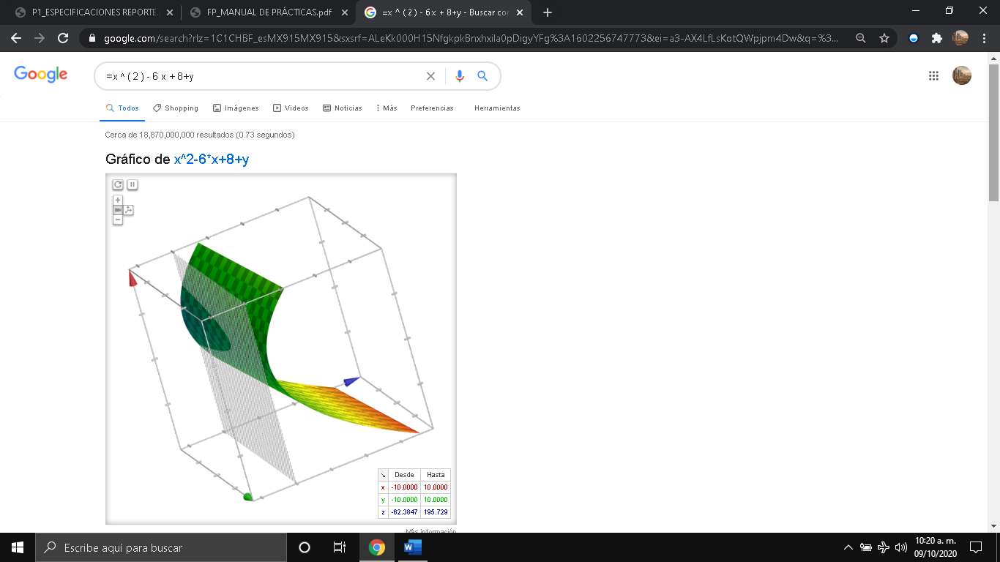 P1_ESPECIFICACIONES REPORTE.
FP_MANUAL DE PRÁCTICAS.pdf
=x ^ ( 2 ) - 6 x + 8+y - Buscar con
google.com/search?rlz=1C1CHBF_esMX915MX915&sxsrf=ALeKk000H15NfgkpkBnxhxila0pDigyYFg%3A1602256747773&ei=a3-AX4LfLsKotQWpjpm4Dw&q=%3...
Google
=x ^ ( 2 ) - 6 x + 8+y
Todos
Shopping
Imágenes
Videos
Noticias
Más
Preferencias
Herramientas
Cerca de 18,870,000,000 resultados (0.73 segundos)
Gráfico de x^2-6*x+8+y
Desde Hasta
x -10.0000 10.0000
y -10.0000 10.0000
z -62.3847 195.729
Más información
Escribe aquí para buscar
10:20 a. m.
09/10/2020